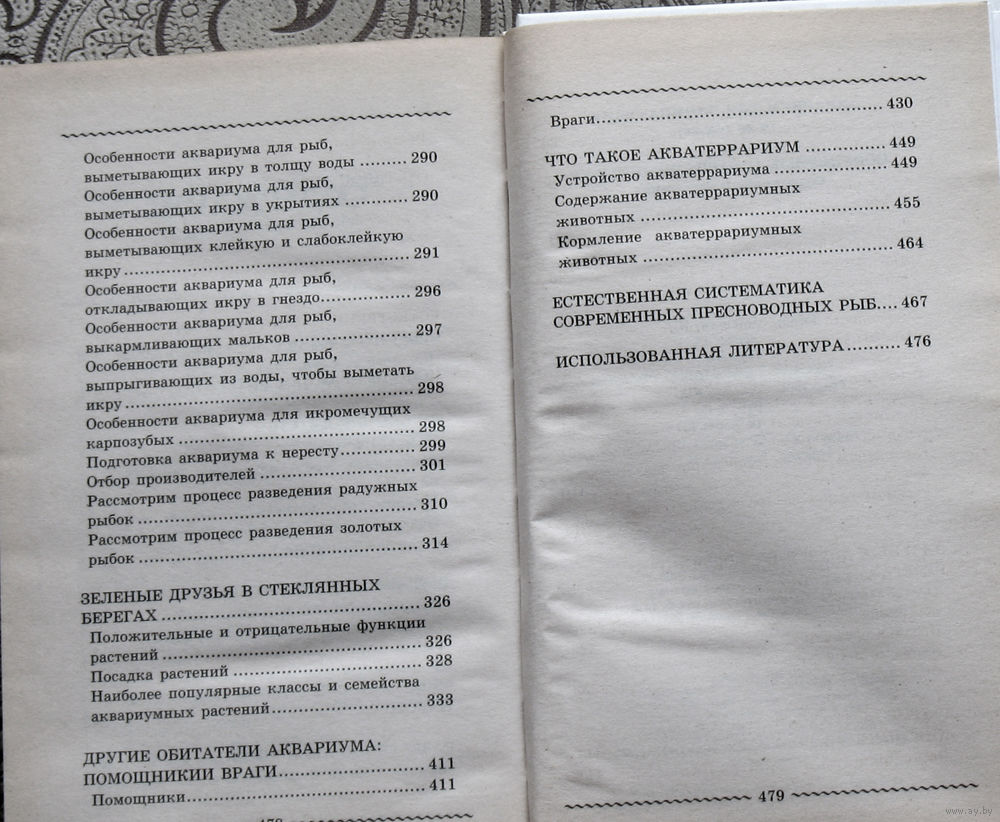 Особенности аквариума для рыб,
выметывающих икру в толщу воды ......... 290
Особенности аквариума для рыб,
выметывающих икру в укрытиях ............ 290
Особенности аквариума для рыб,
выметывающих клейкую и слабоклейкую
икру ........................................................ 291
Особенности аквариума для рыб,
откладывающих икру в гнездо................ 296
Особенности аквариума для рыб,
выкармливающих мальков .................... 297
Особенности аквариума для рыб,
выпрыгивающих из воды, чтобы выметать
икру ........................................................ 298
Особенности аквариума для икромечущих
карпозубых .............................................. 298
Подготовка аквариума к нересту............. 299
Отбор производителей ............................ 301
Рассмотрим процесс разведения радужных
рыбок ...................................................... 310
Рассмотрим процесс разведения золотых
рыбок ...................................................... 314
ЗЕЛЕНЫЕ ДРУЗЬЯ В СТЕКЛЯННЫХ
БЕРЕГАХ .................................................. 326
Положительные и отрицательные функции
растений .................................................. 326
Посадка растений .................................... 328
Наиболее популярные классы и семейства
аквариумных растений............................ 333
ДРУГИЕ ОБИТАТЕЛИ АКВАРИУМА:
ПОМОЩНИКИИ ВРАГИ............................ 411
Помощники.............................................. 411
478
Враги...................................................... 430
ЧТО ТАКОЕ АКВАТЕРРАРИУМ .............. 449
Устройство акватеррариума .................... 449
Содержание акватеррариумных
животных ................................................ 455
Кормление акватеррариумных
животных ................................................ 464
ЕСТЕСТВЕННАЯ СИСТЕМАТИКА
СОВРЕМЕННЫХ ПРЕСНОВОДНЫХ РЫБ.... 467
ИСПОЛЬЗОВАННАЯ ЛИТЕРАТУРА .......... 476
479
www.ay.by